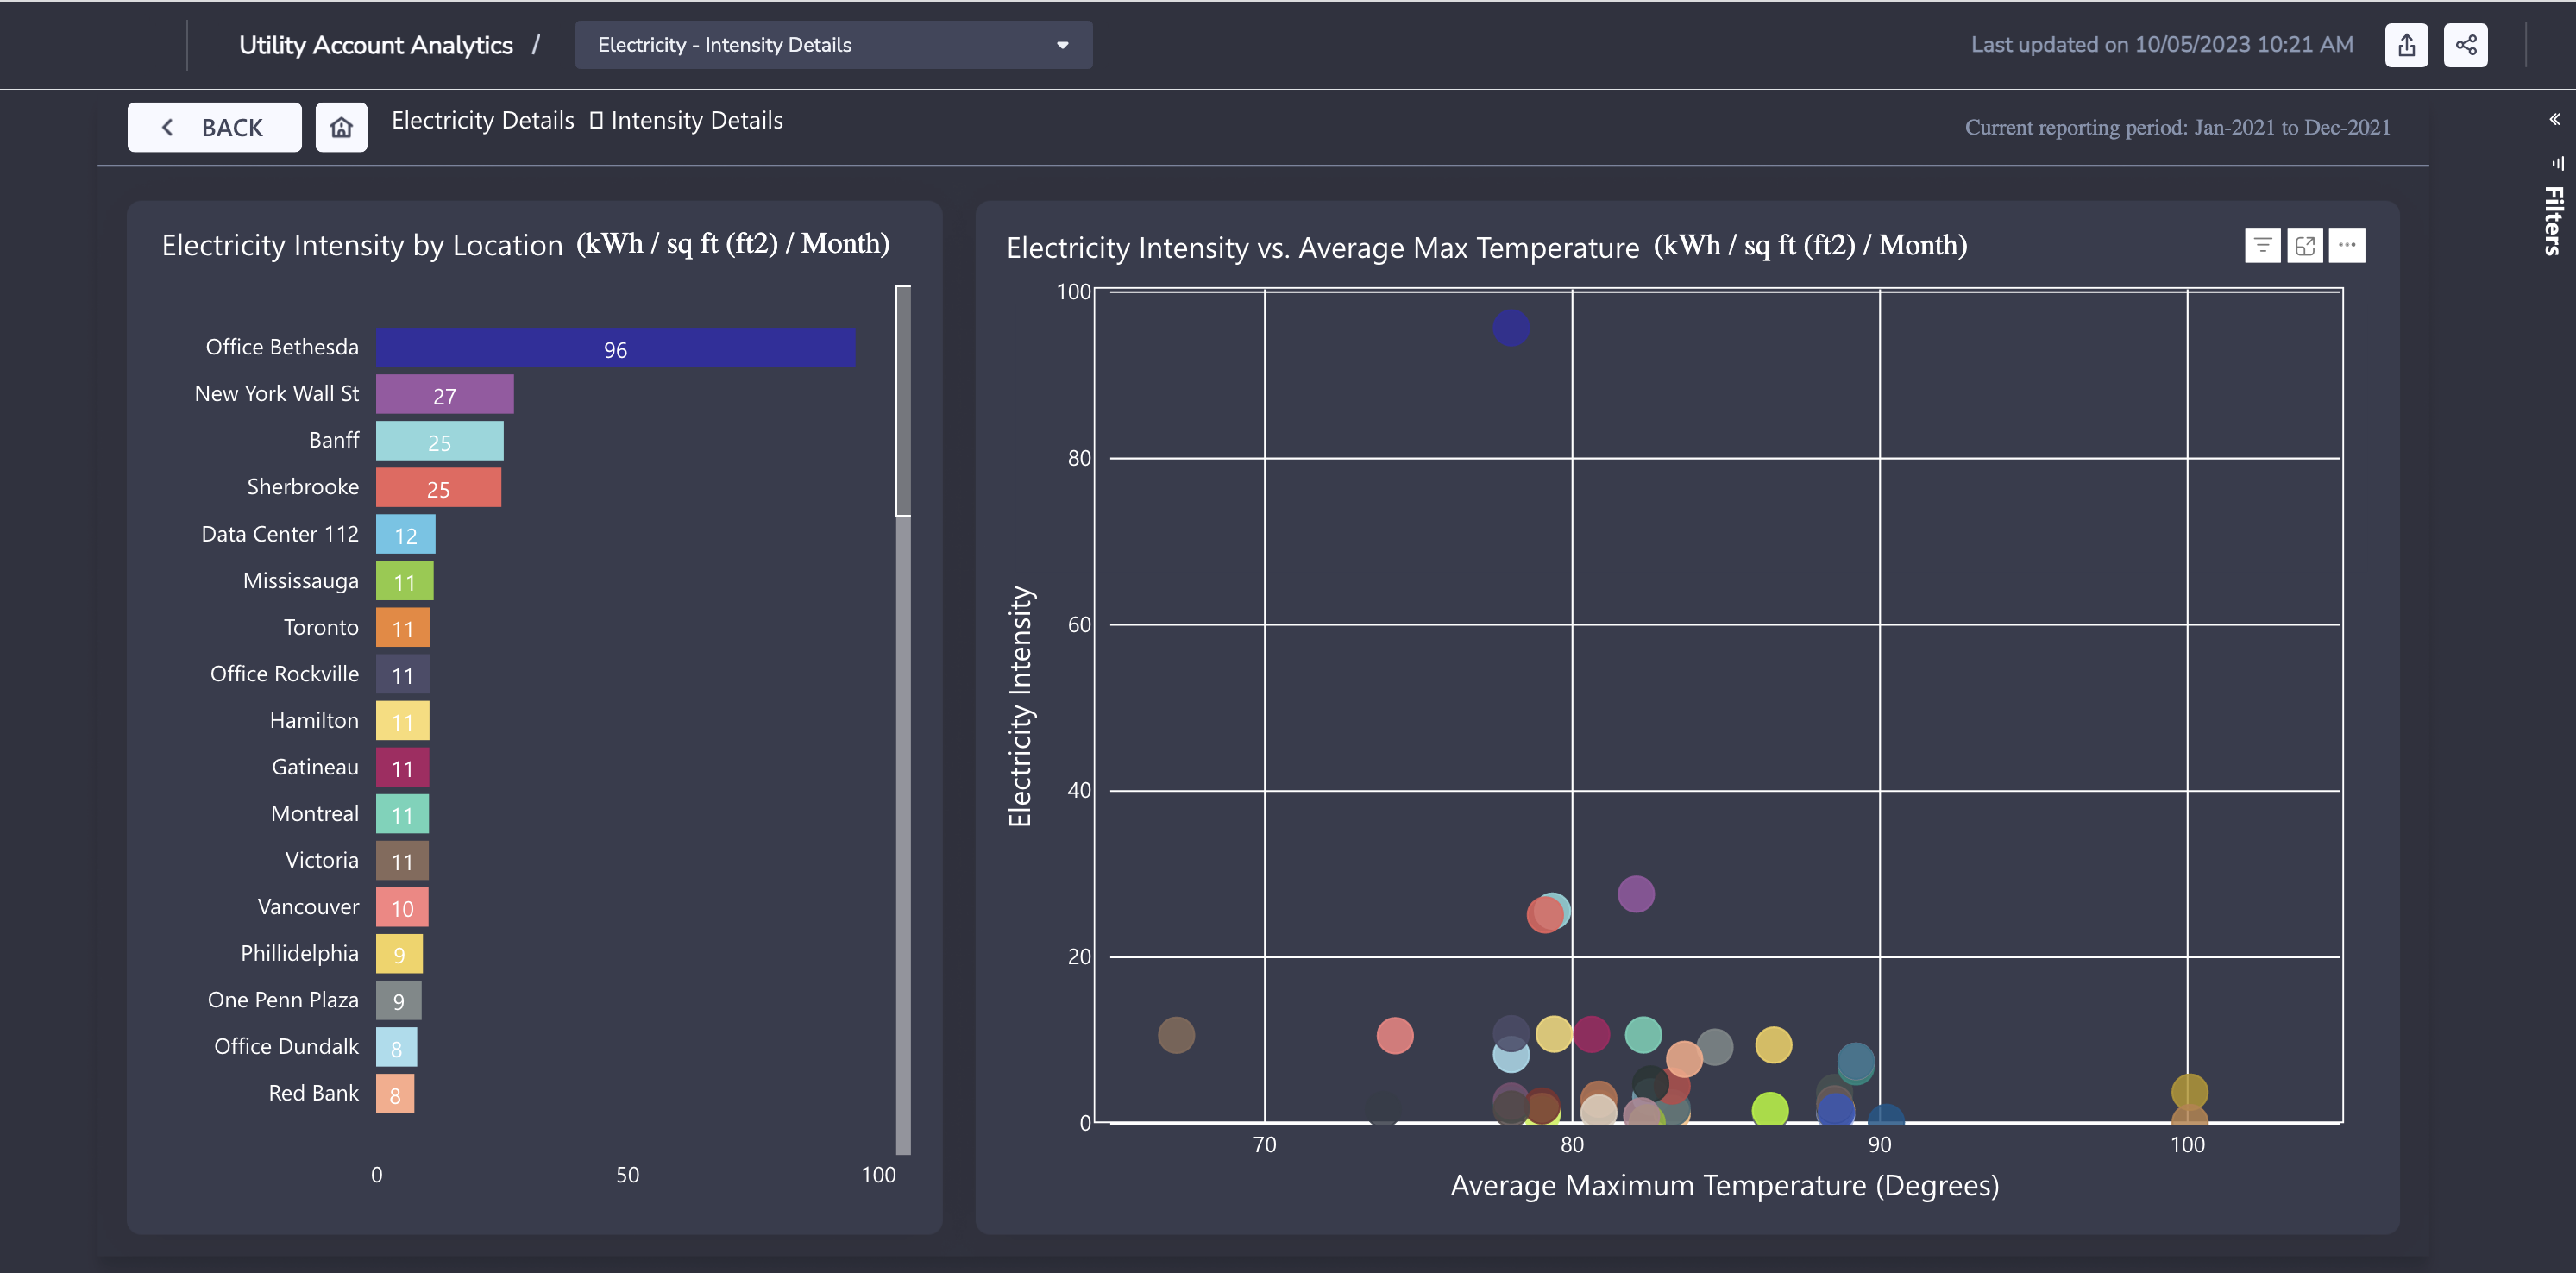 Utility Account Analytics /
Electricity - Intensity Details
Last updated on 10/05/2023 10:21 AM
BACK
Electricity Details  Intensity Details
Current reporting period: Jan-2021 to Dec-2021
Filters
Electricity Intensity by Location (kWh / sq ft (ft2) / Month)
Office Bethesda 96
New York Wall St 27
Banff 25
Sherbrooke 25
Data Center 112 12
Mississauga 11
Toronto 11
Office Rockville 11
Hamilton 11
Gatineau 11
Montreal 11
Victoria 11
Vancouver 10
Phillidelphia 9
One Penn Plaza 9
Office Dundalk 8
Red Bank 8
0 50 100
Electricity Intensity vs. Average Max Temperature (kWh / sq ft (ft2) / Month)
Electricity Intensity
100
80
60
40
20
0
70 80 90 100
Average Maximum Temperature (Degrees)